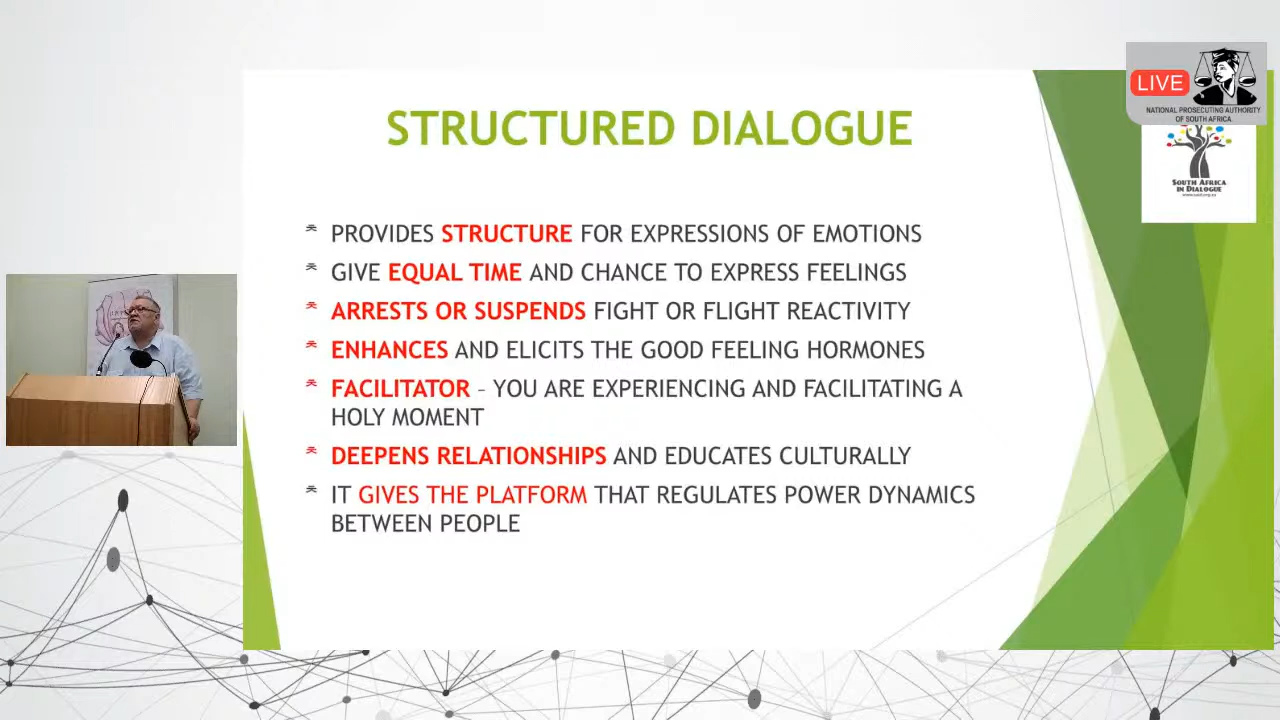 STRUCTURED DIALOGUE
PROVIDES STRUCTURE FOR EXPRESSIONS OF EMOTIONS
GIVE EQUAL TIME AND CHANCE TO EXPRESS FEELINGS
ARRESTS OR SUSPENDS FIGHT OR FLIGHT REACTIVITY
ENHANCES AND ELICITS THE GOOD FEELING HORMONES
FACILITATOR – YOU ARE EXPERIENCING AND FACILITATING A
HOLY MOMENT
DEEPENS RELATIONSHIPS AND EDUCATES CULTURALLY
IT GIVES THE PLATFORM THAT REGULATES POWER DYNAMICS
BETWEEN PEOPLE
LIVE
NATIONAL PROSECUTING AUTHORITY
OF SOUTH AFRICA
SOUTH AFRICA
IN DIALOGUE